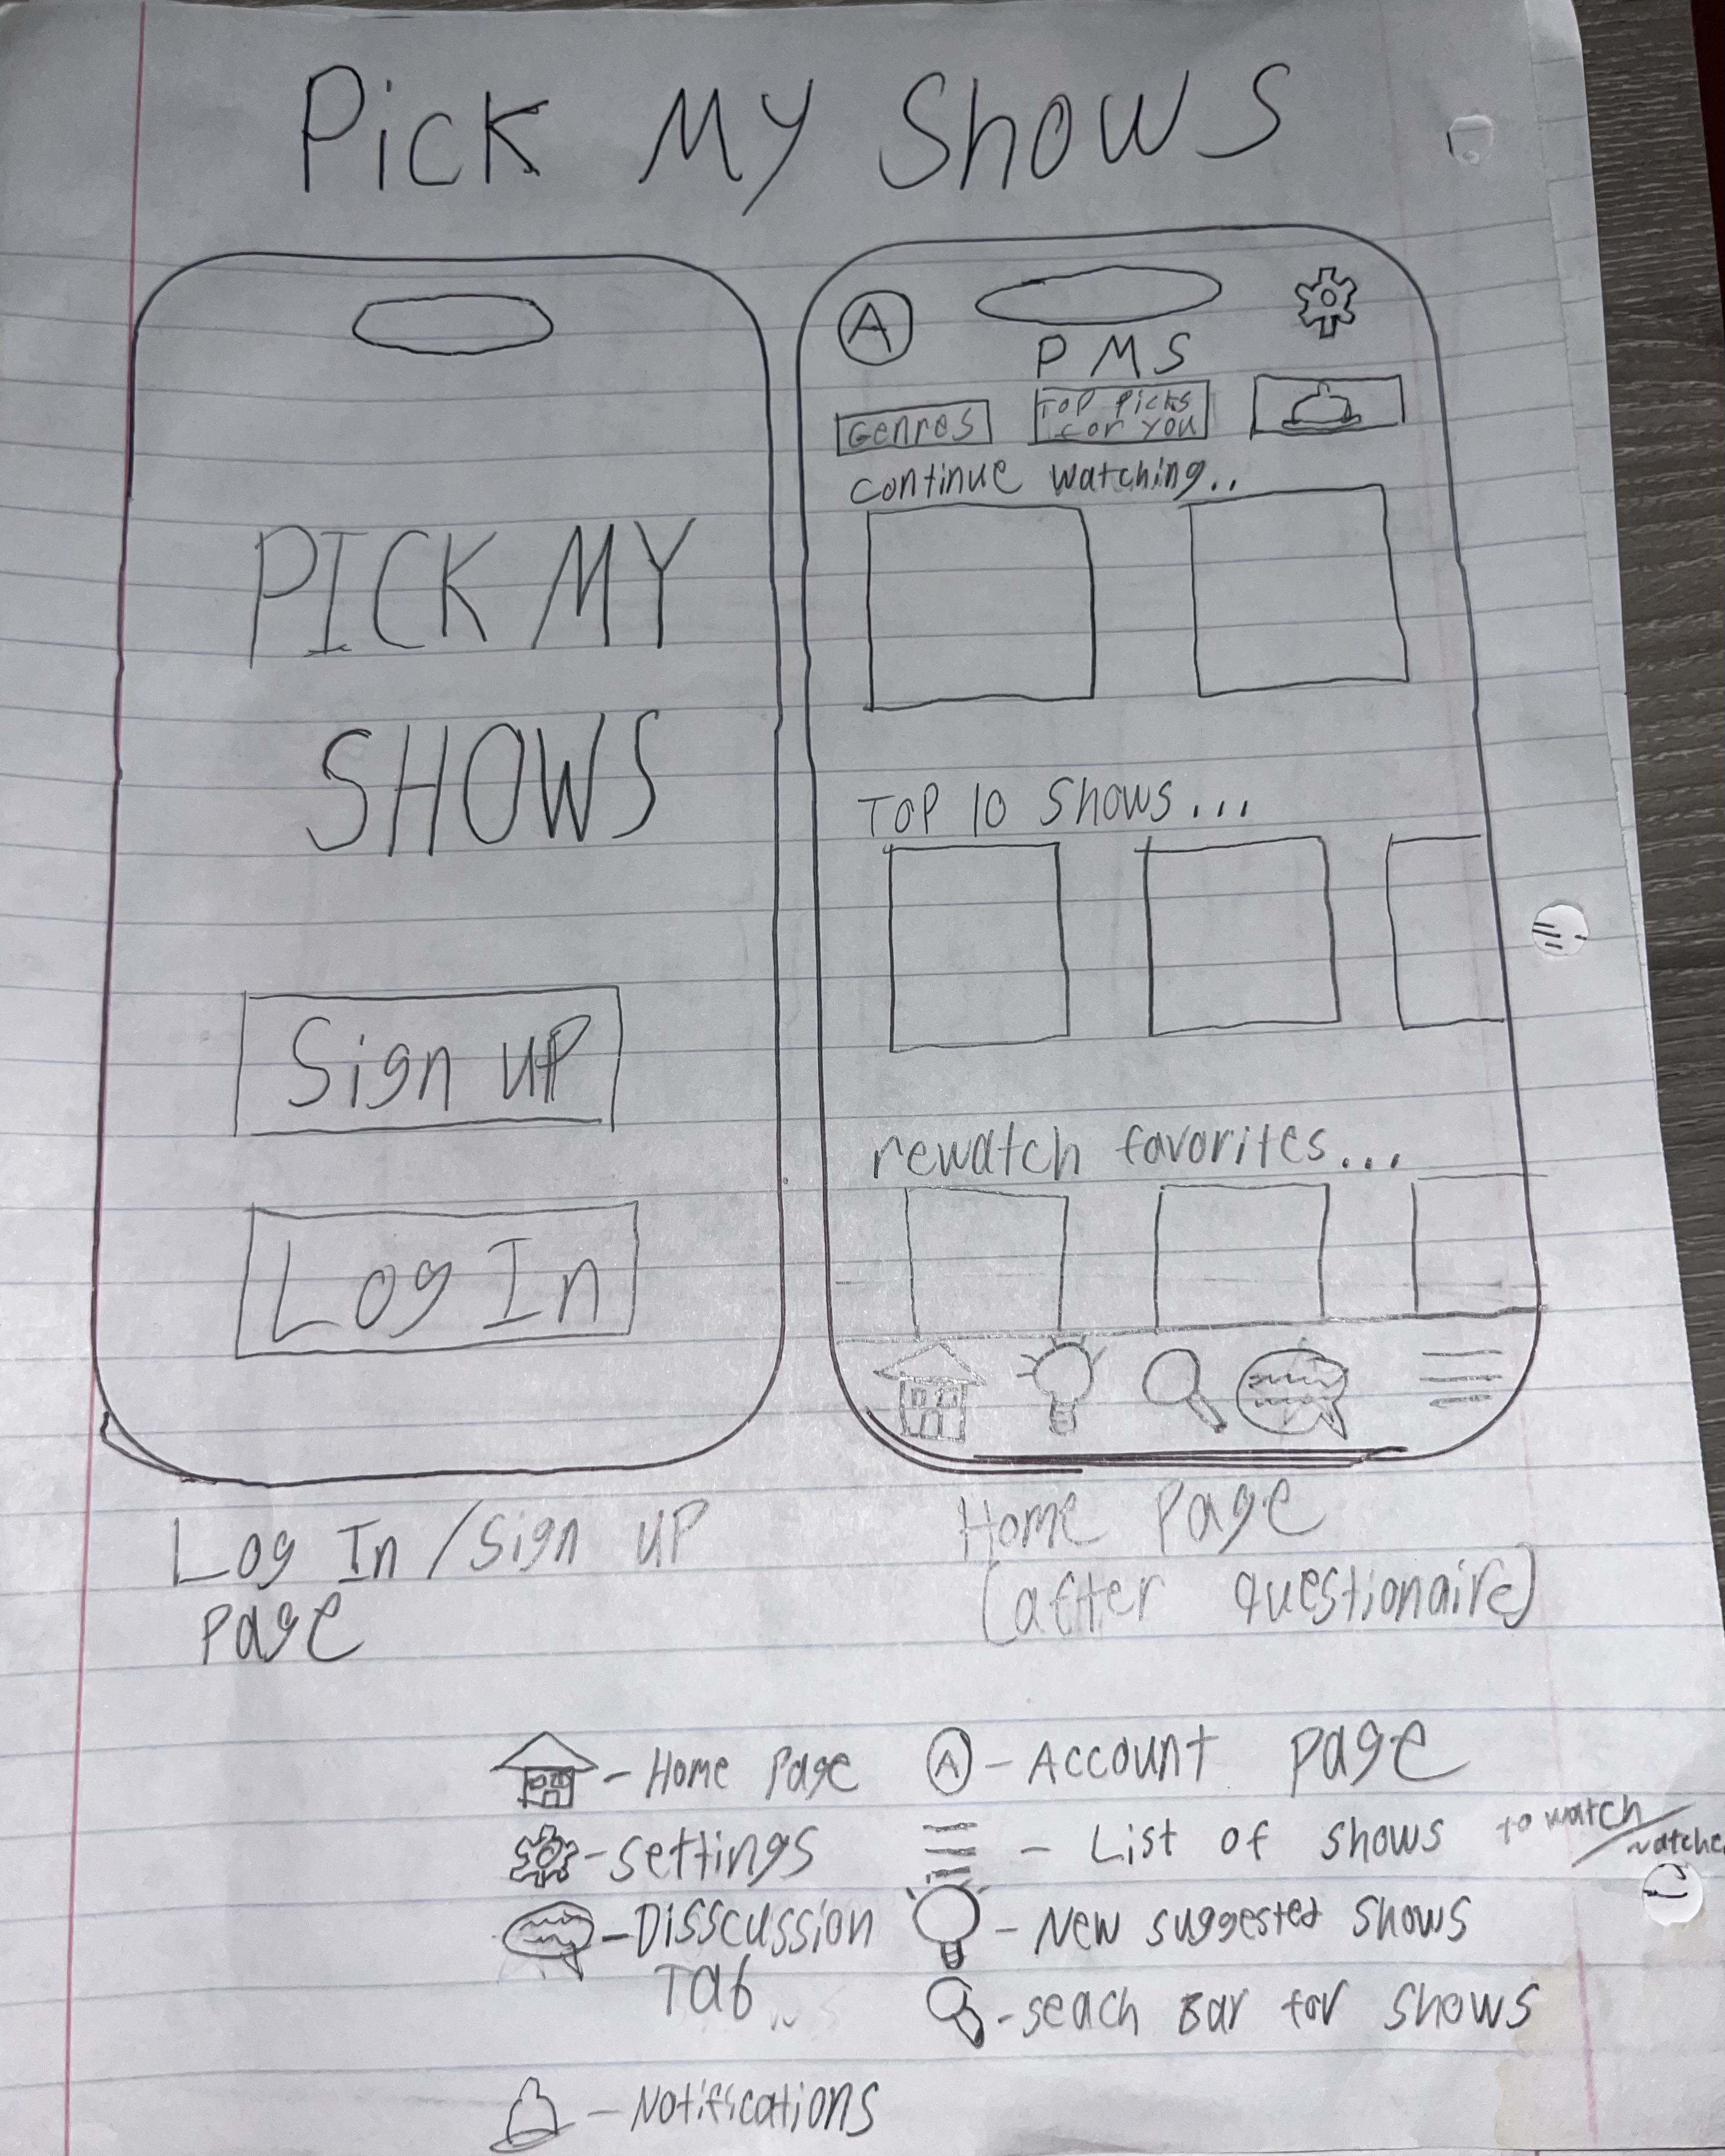 Pick My Shows
PICK MY
SHOWS
Sign UP
Log In
Log In / Sign UP
Page
A
P M S
Genres
TOP Picks
for you
continue watching..
TOP 10 Shows...
rewatch favorites...
Home Page
(after questionaire)
- Home Page
- settings
- Disscussion
Tab
- Notifications
A - Account page
- List of shows to watch/
watched
- New suggested shows
- seach Bar for shows